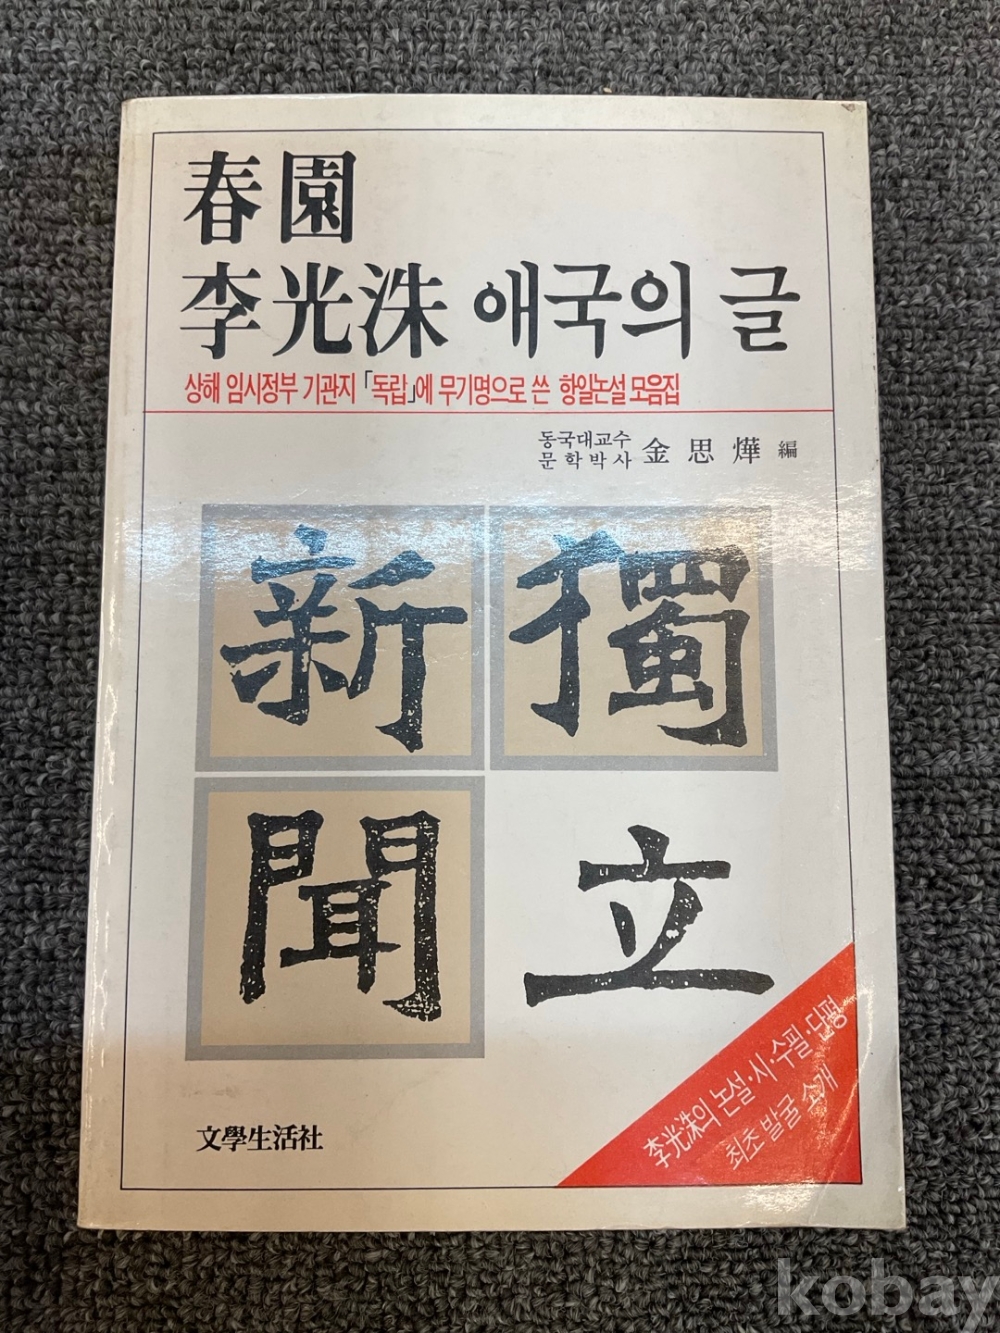 春園
李光洙 애국의 글
상해 임시정부 기관지 「독립」에 무기명으로 쓴 항일논설 모음집
동국대교수
문학박사 金思燁 編
新 獨
聞 立
李光洙의 논설·시·수필·단평
최초 발굴 소개
文學生活社
kobay